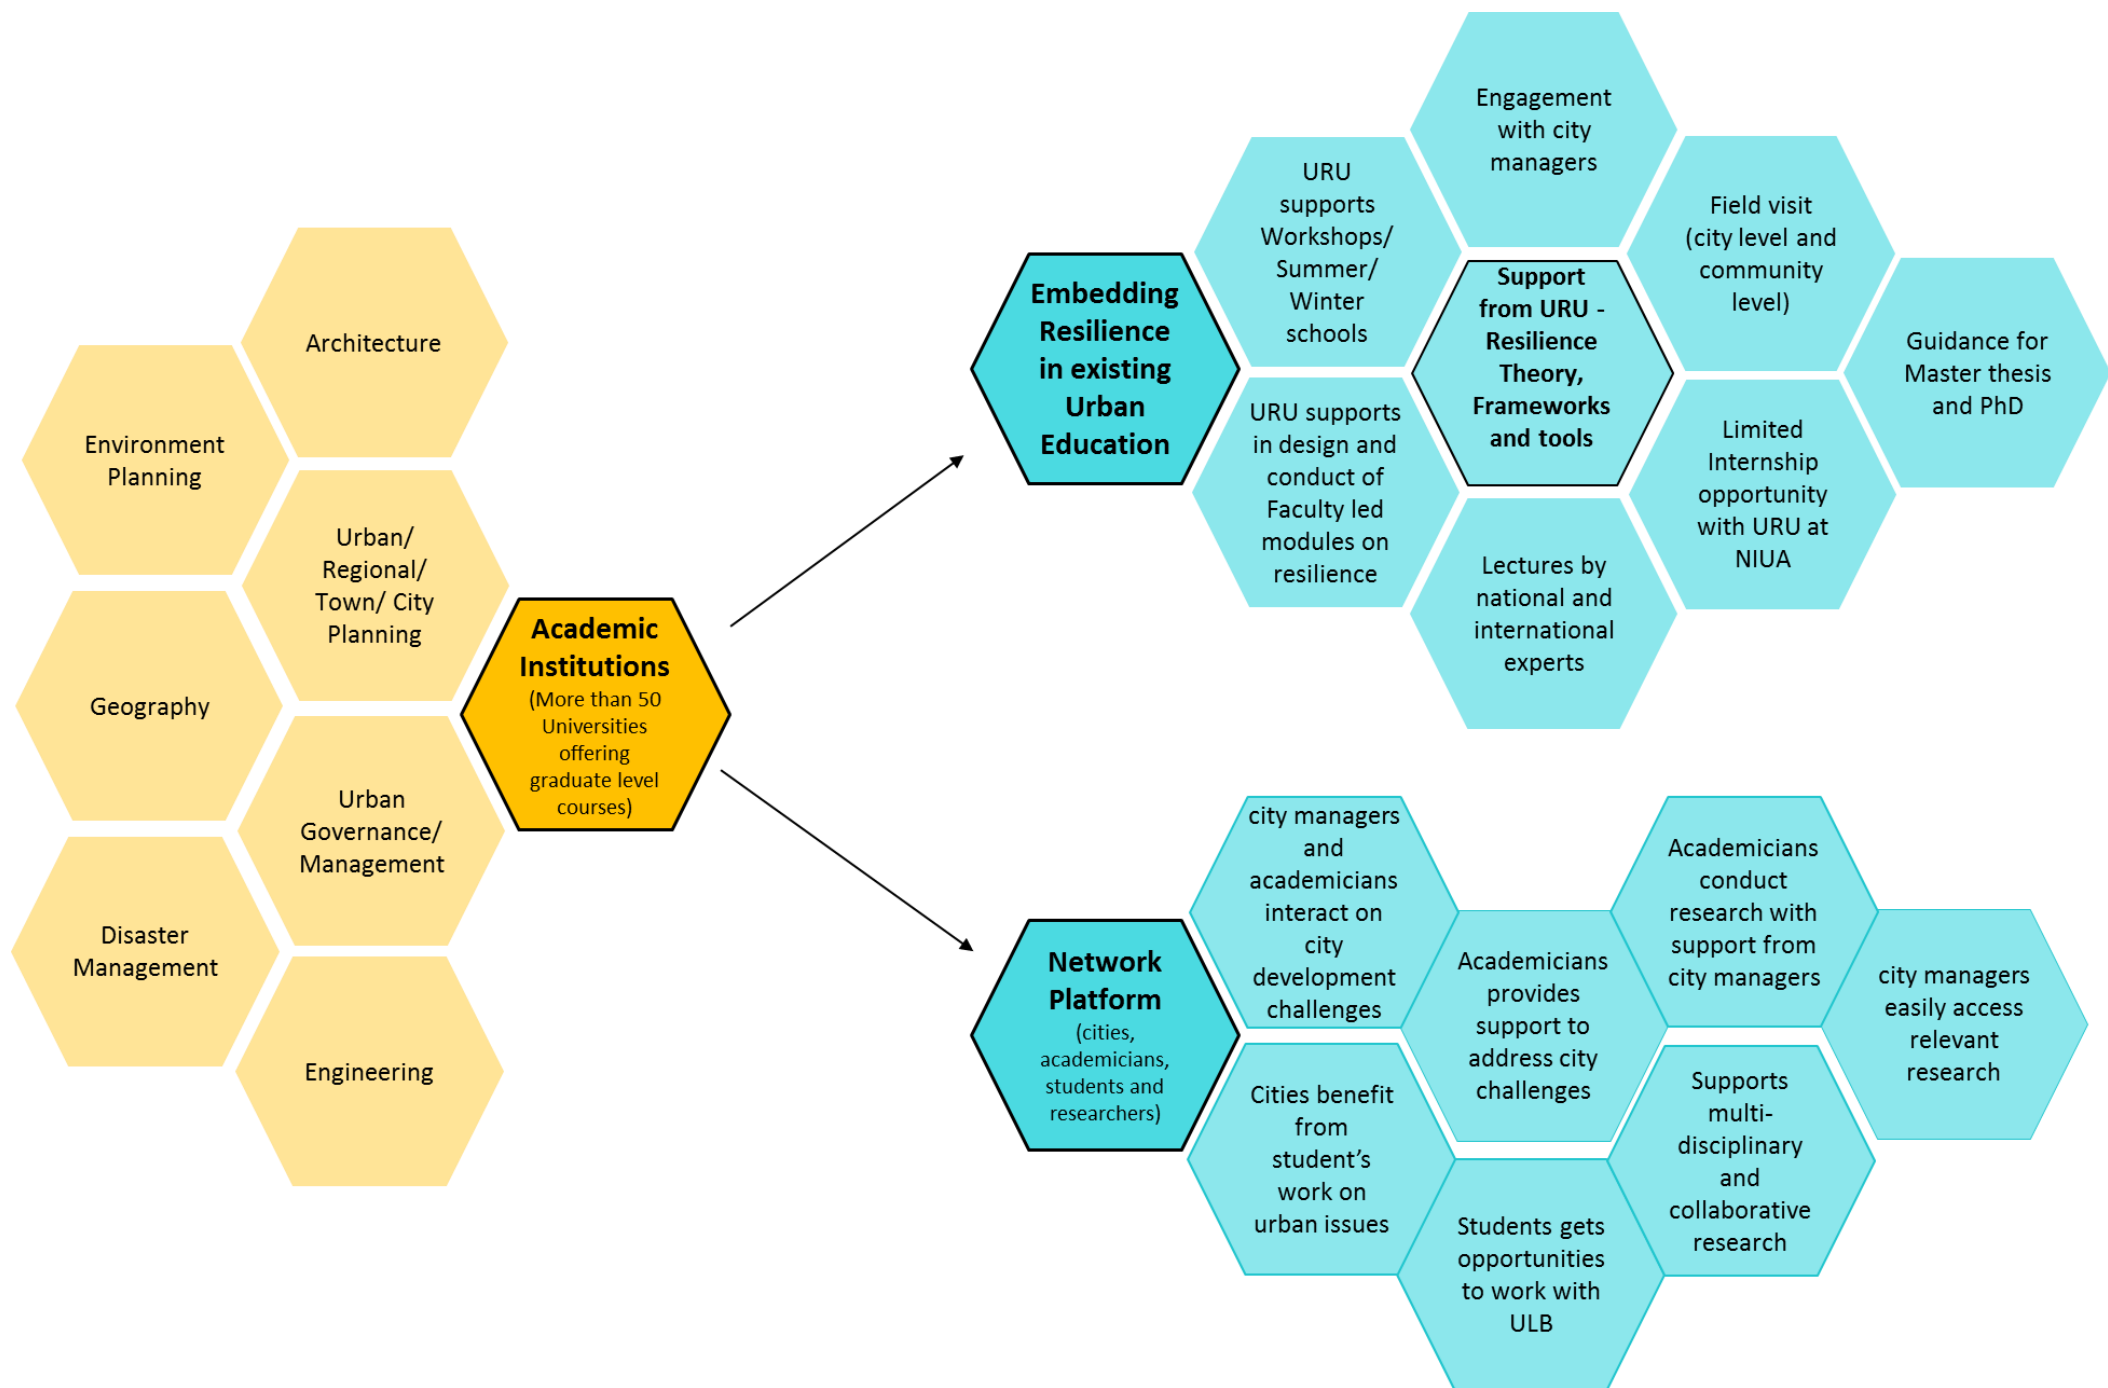 Architecture
Environment
Planning
Urban/
Regional/
Town/ City
Planning
Geography
Urban
Governance/
Management
Disaster
Management
Engineering
Academic
Institutions
(More than 50
Universities
offering
graduate level
courses)
Embedding
Resilience
in existing
Urban
Education
URU
supports
Workshops/
Summer/
Winter
schools
Engagement
with city
managers
Field visit
(city level and
community
level)
Support
from URU -
Resilience
Theory,
Frameworks
and tools
Guidance for
Master thesis
and PhD
URU supports
in design and
conduct of
Faculty led
modules on
resilience
Limited
Internship
opportunity
with URU at
NIUA
Lectures by
national and
international
experts
Network
Platform
(cities,
academicians,
students and
researchers)
city managers
and
academicians
interact on
city
development
challenges
Academicians
provides
support to
address city
challenges
Academicians
conduct
research with
support from
city managers
city managers
easily access
relevant
research
Cities benefit
from
student’s
work on
urban issues
Students gets
opportunities
to work with
ULB
Supports
multi-
disciplinary
and
collaborative
research